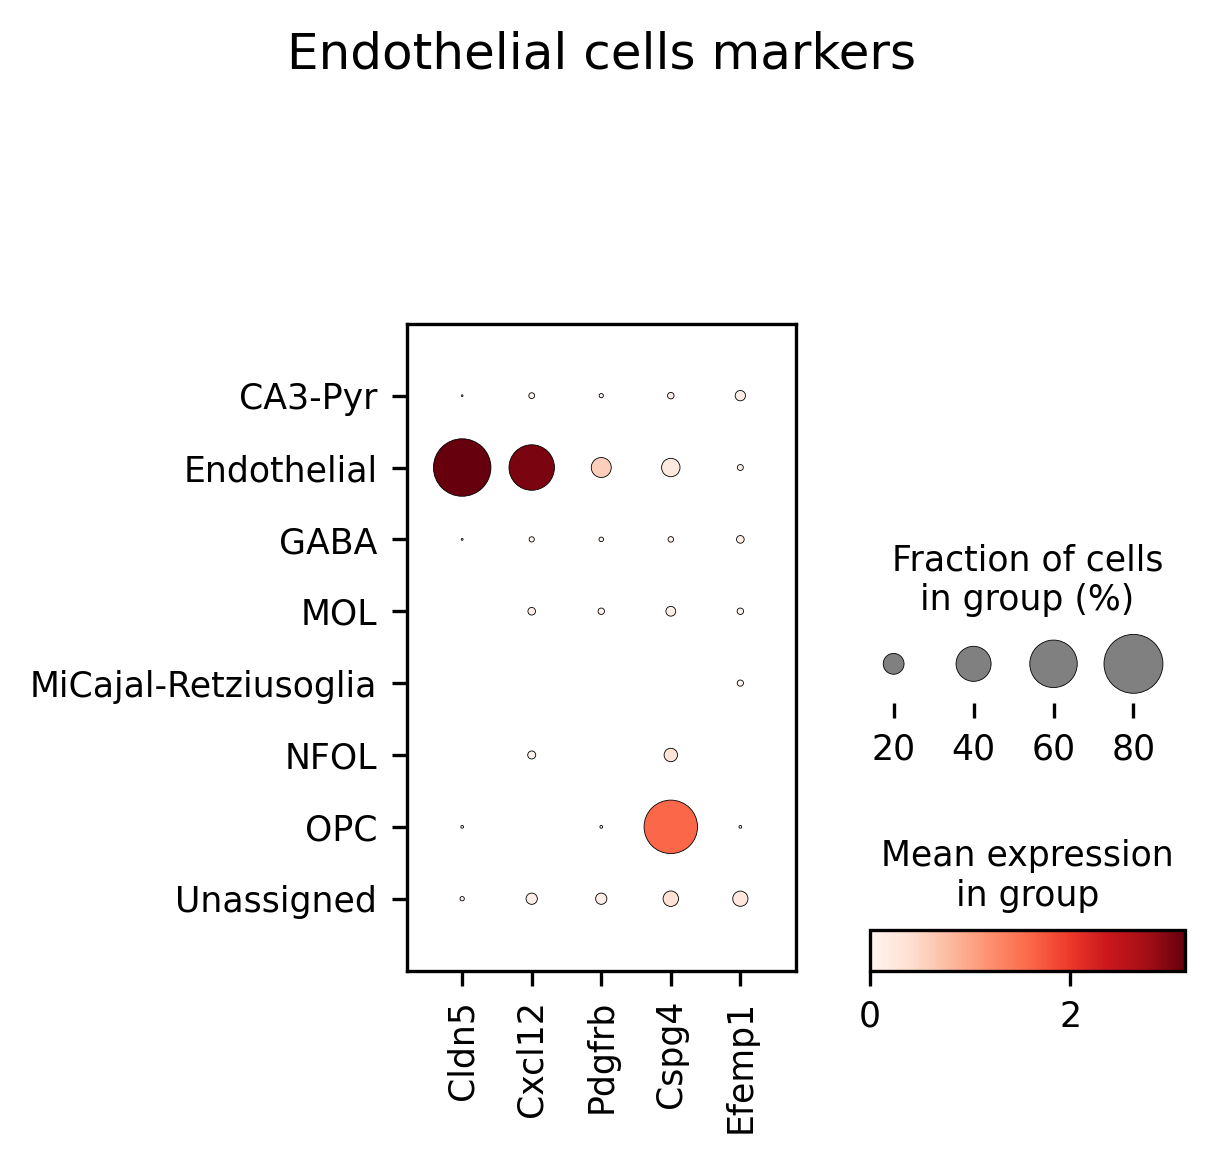 Endothelial cells markers
CA3-Pyr
Endothelial
GABA
MOL
MiCajal-Retziusoglia
NFOL
OPC
Unassigned
Cldn5
Cxcl12
Pdgfrb
Cspg4
Efemp1
Fraction of cells
in group (%)
20 40 60 80
Mean expression
in group
0 2